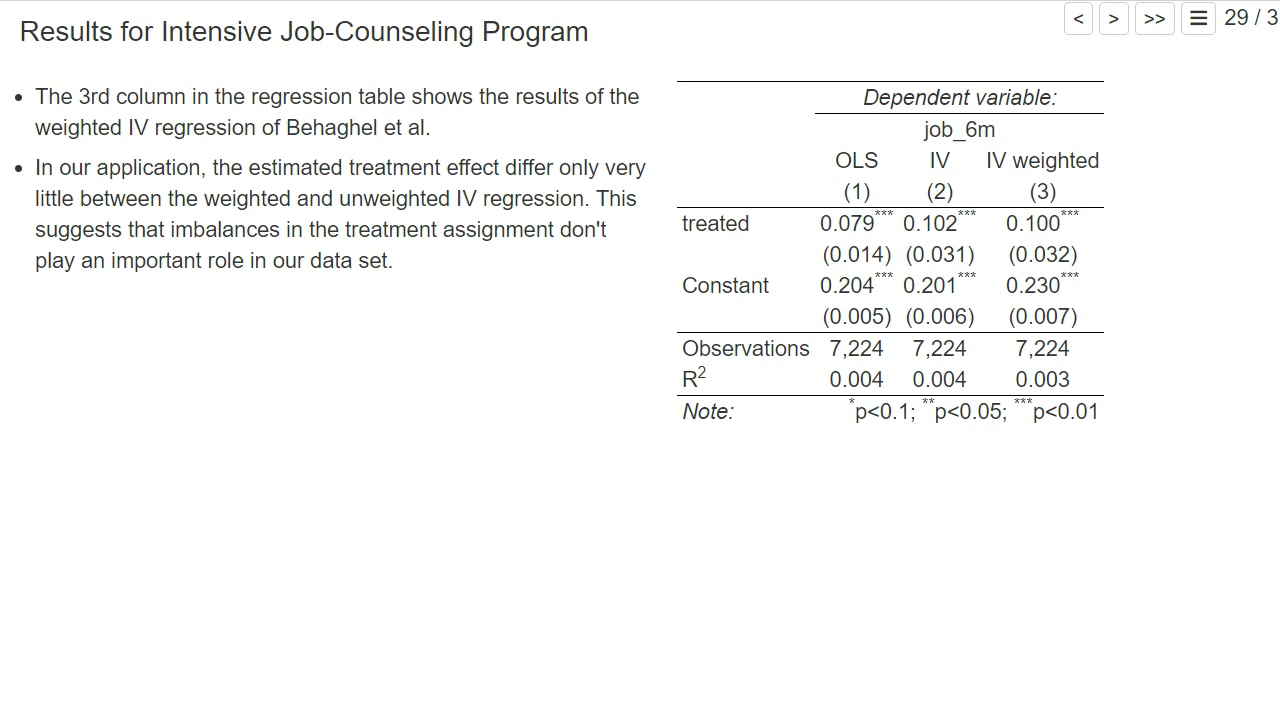 Results for Intensive Job-Counseling Program
< > >> ☰ 29 / 3
• The 3rd column in the regression table shows the results of the
weighted IV regression of Behaghel et al.
• In our application, the estimated treatment effect differ only very
little between the weighted and unweighted IV regression. This
suggests that imbalances in the treatment assignment don't
play an important role in our data set.
Dependent variable:
job_6m
OLS IV IV weighted
(1) (2) (3)
treated 0.079*** 0.102*** 0.100***
(0.014) (0.031) (0.032)
Constant 0.204*** 0.201*** 0.230***
(0.005) (0.006) (0.007)
Observations 7,224 7,224 7,224
R² 0.004 0.004 0.003
Note: *p<0.1; **p<0.05; ***p<0.01